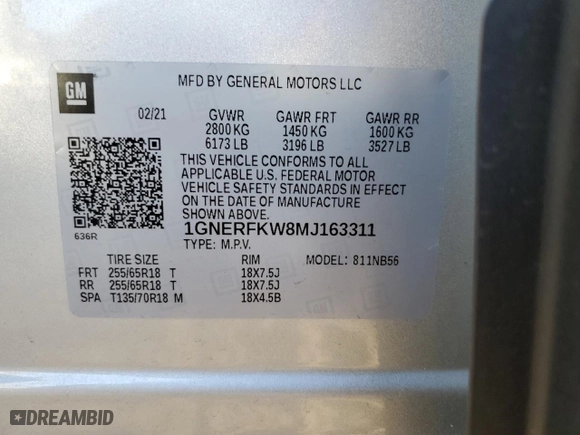 GM
MFD BY GENERAL MOTORS LLC
02/21 GVWR GAWR FRT GAWR RR
2800 KG 1450 KG 1600 KG
6173 LB 3196 LB 3527 LB
THIS VEHICLE CONFORMS TO ALL
APPLICABLE U.S. FEDERAL MOTOR
VEHICLE SAFETY STANDARDS IN EFFECT
ON THE DATE OF MANUFACTURE
SHOWN ABOVE.
636R
1GNERFKW8MJ163311
TYPE: M.P.V.
TIRE SIZE RIM MODEL: 811NB56
FRT 255/65R18 T 18X7.5J
RR 255/65R18 T 18X7.5J
SPA T135/70R18 M 18X4.5B
DREAMBID